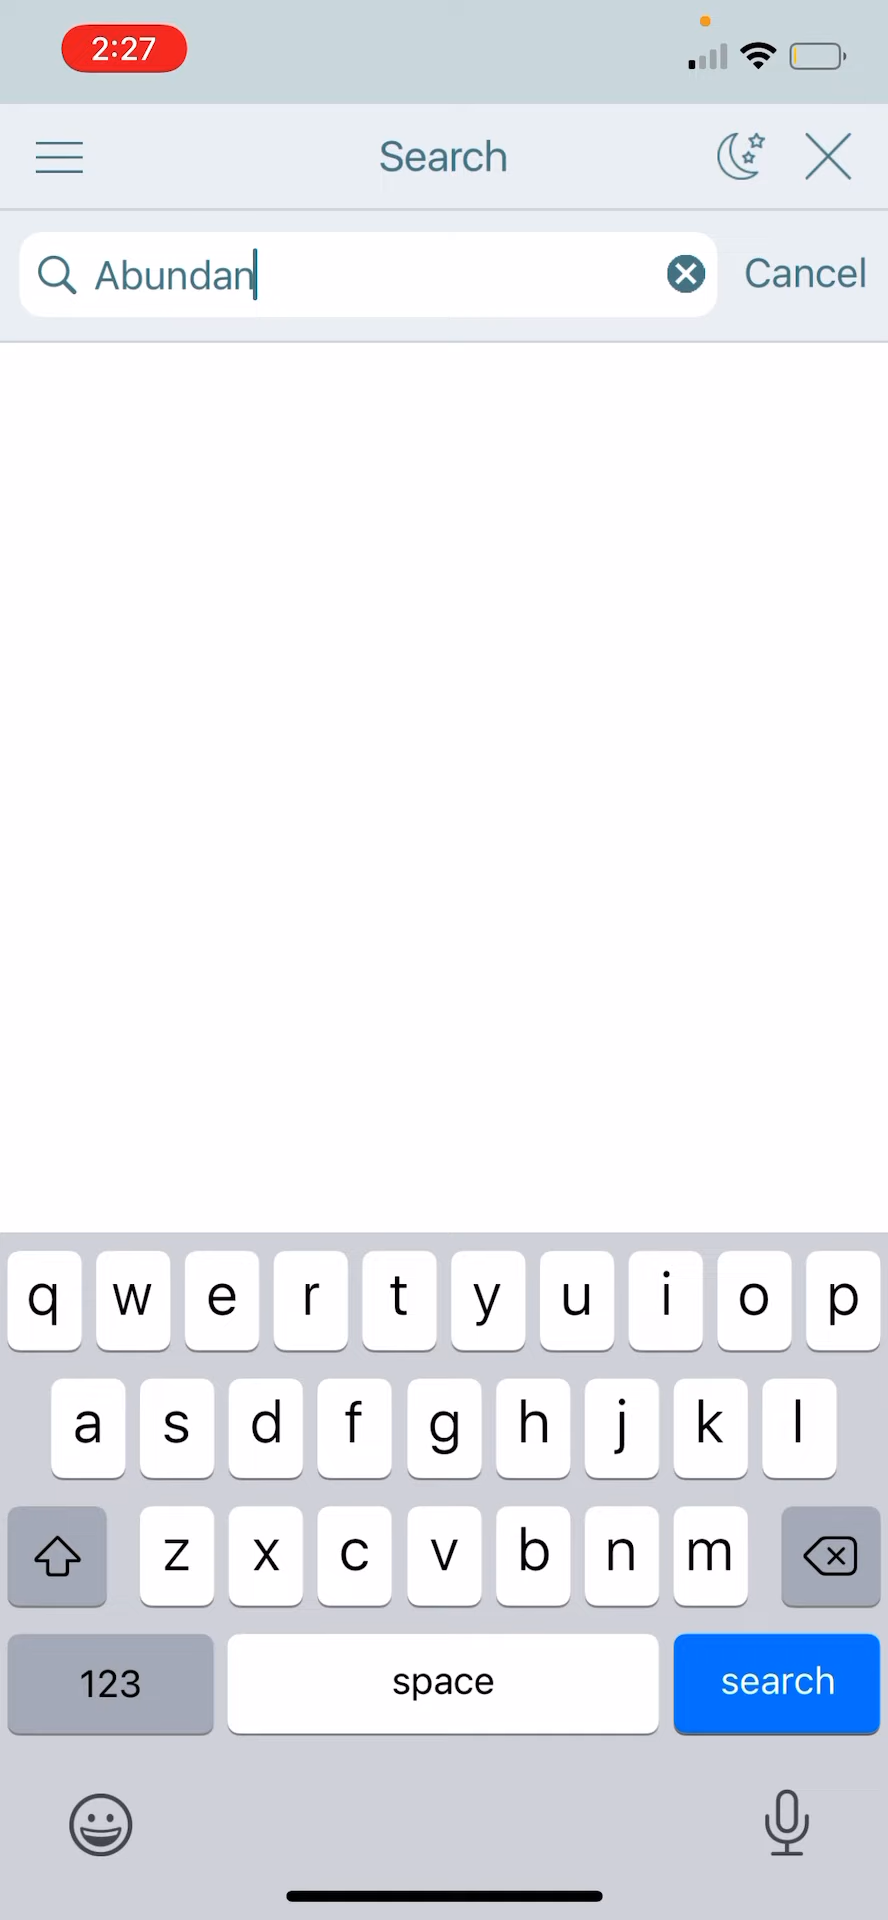 2:27
Search
Abundan
Cancel
q w e r t y u i o p
a s d f g h j k l
z x c v b n m
123 space search